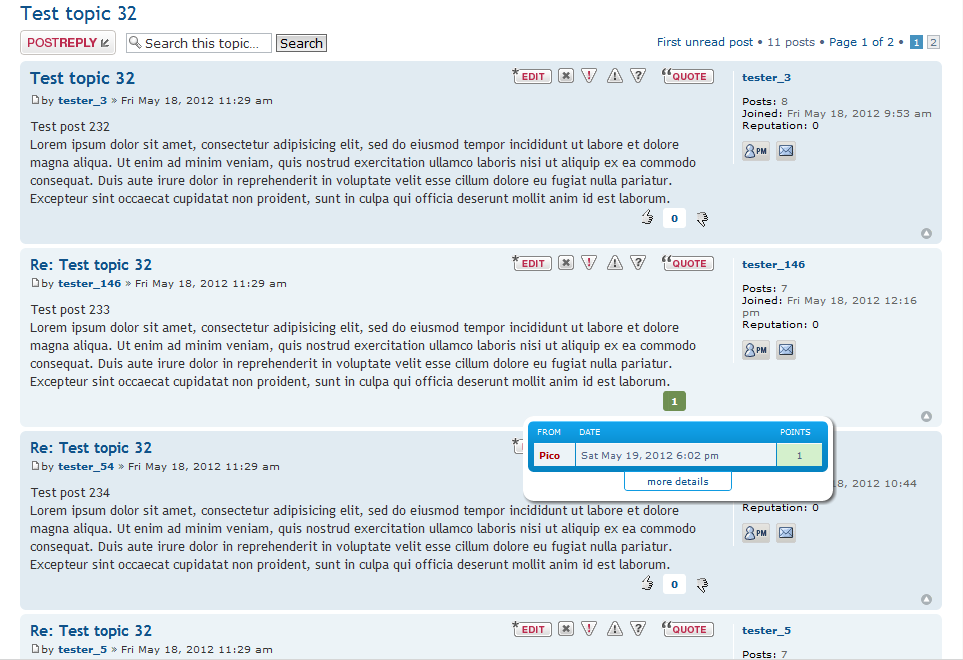 Test topic 32
POSTREPLY Search this topic... Search
First unread post • 11 posts • Page 1 of 2 • 1 2
Test topic 32
EDIT QUOTE
by tester_3 » Fri May 18, 2012 11:29 am
Test post 232
Lorem ipsum dolor sit amet, consectetur adipisicing elit, sed do eiusmod tempor incididunt ut labore et dolore
magna aliqua. Ut enim ad minim veniam, quis nostrud exercitation ullamco laboris nisi ut aliquip ex ea commodo
consequat. Duis aute irure dolor in reprehenderit in voluptate velit esse cillum dolore eu fugiat nulla pariatur.
Excepteur sint occaecat cupidatat non proident, sunt in culpa qui officia deserunt mollit anim id est laborum.
0
tester_3
Posts: 8
Joined: Fri May 18, 2012 9:53 am
Reputation: 0
PM
Re: Test topic 32
EDIT QUOTE
by tester_146 » Fri May 18, 2012 11:29 am
Test post 233
Lorem ipsum dolor sit amet, consectetur adipisicing elit, sed do eiusmod tempor incididunt ut labore et dolore
magna aliqua. Ut enim ad minim veniam, quis nostrud exercitation ullamco laboris nisi ut aliquip ex ea commodo
consequat. Duis aute irure dolor in reprehenderit in voluptate velit esse cillum dolore eu fugiat nulla pariatur.
Excepteur sint occaecat cupidatat non proident, sunt in culpa qui officia deserunt mollit anim id est laborum.
1
tester_146
Posts: 7
Joined: Fri May 18, 2012 12:16
pm
Reputation: 0
PM
FROM DATE POINTS
Pico Sat May 19, 2012 6:02 pm 1
more details
Re: Test topic 32
by tester_54 » Fri May 18, 2012 11:29 am
Test post 234
Lorem ipsum dolor sit amet, consectetur adipisicing elit, sed do eiusmod tempor incididunt ut labore et dolore
magna aliqua. Ut enim ad minim veniam, quis nostrud exercitation ullamco laboris nisi ut aliquip ex ea commodo
consequat. Duis aute irure dolor in reprehenderit in voluptate velit esse cillum dolore eu fugiat nulla pariatur.
Excepteur sint occaecat cupidatat non proident, sunt in culpa qui officia deserunt mollit anim id est laborum.
0
8, 2012 10:44
Reputation: 0
PM
Re: Test topic 32
EDIT QUOTE
by tester_5 » Fri May 18, 2012 11:29 am
tester_5
Posts: 7